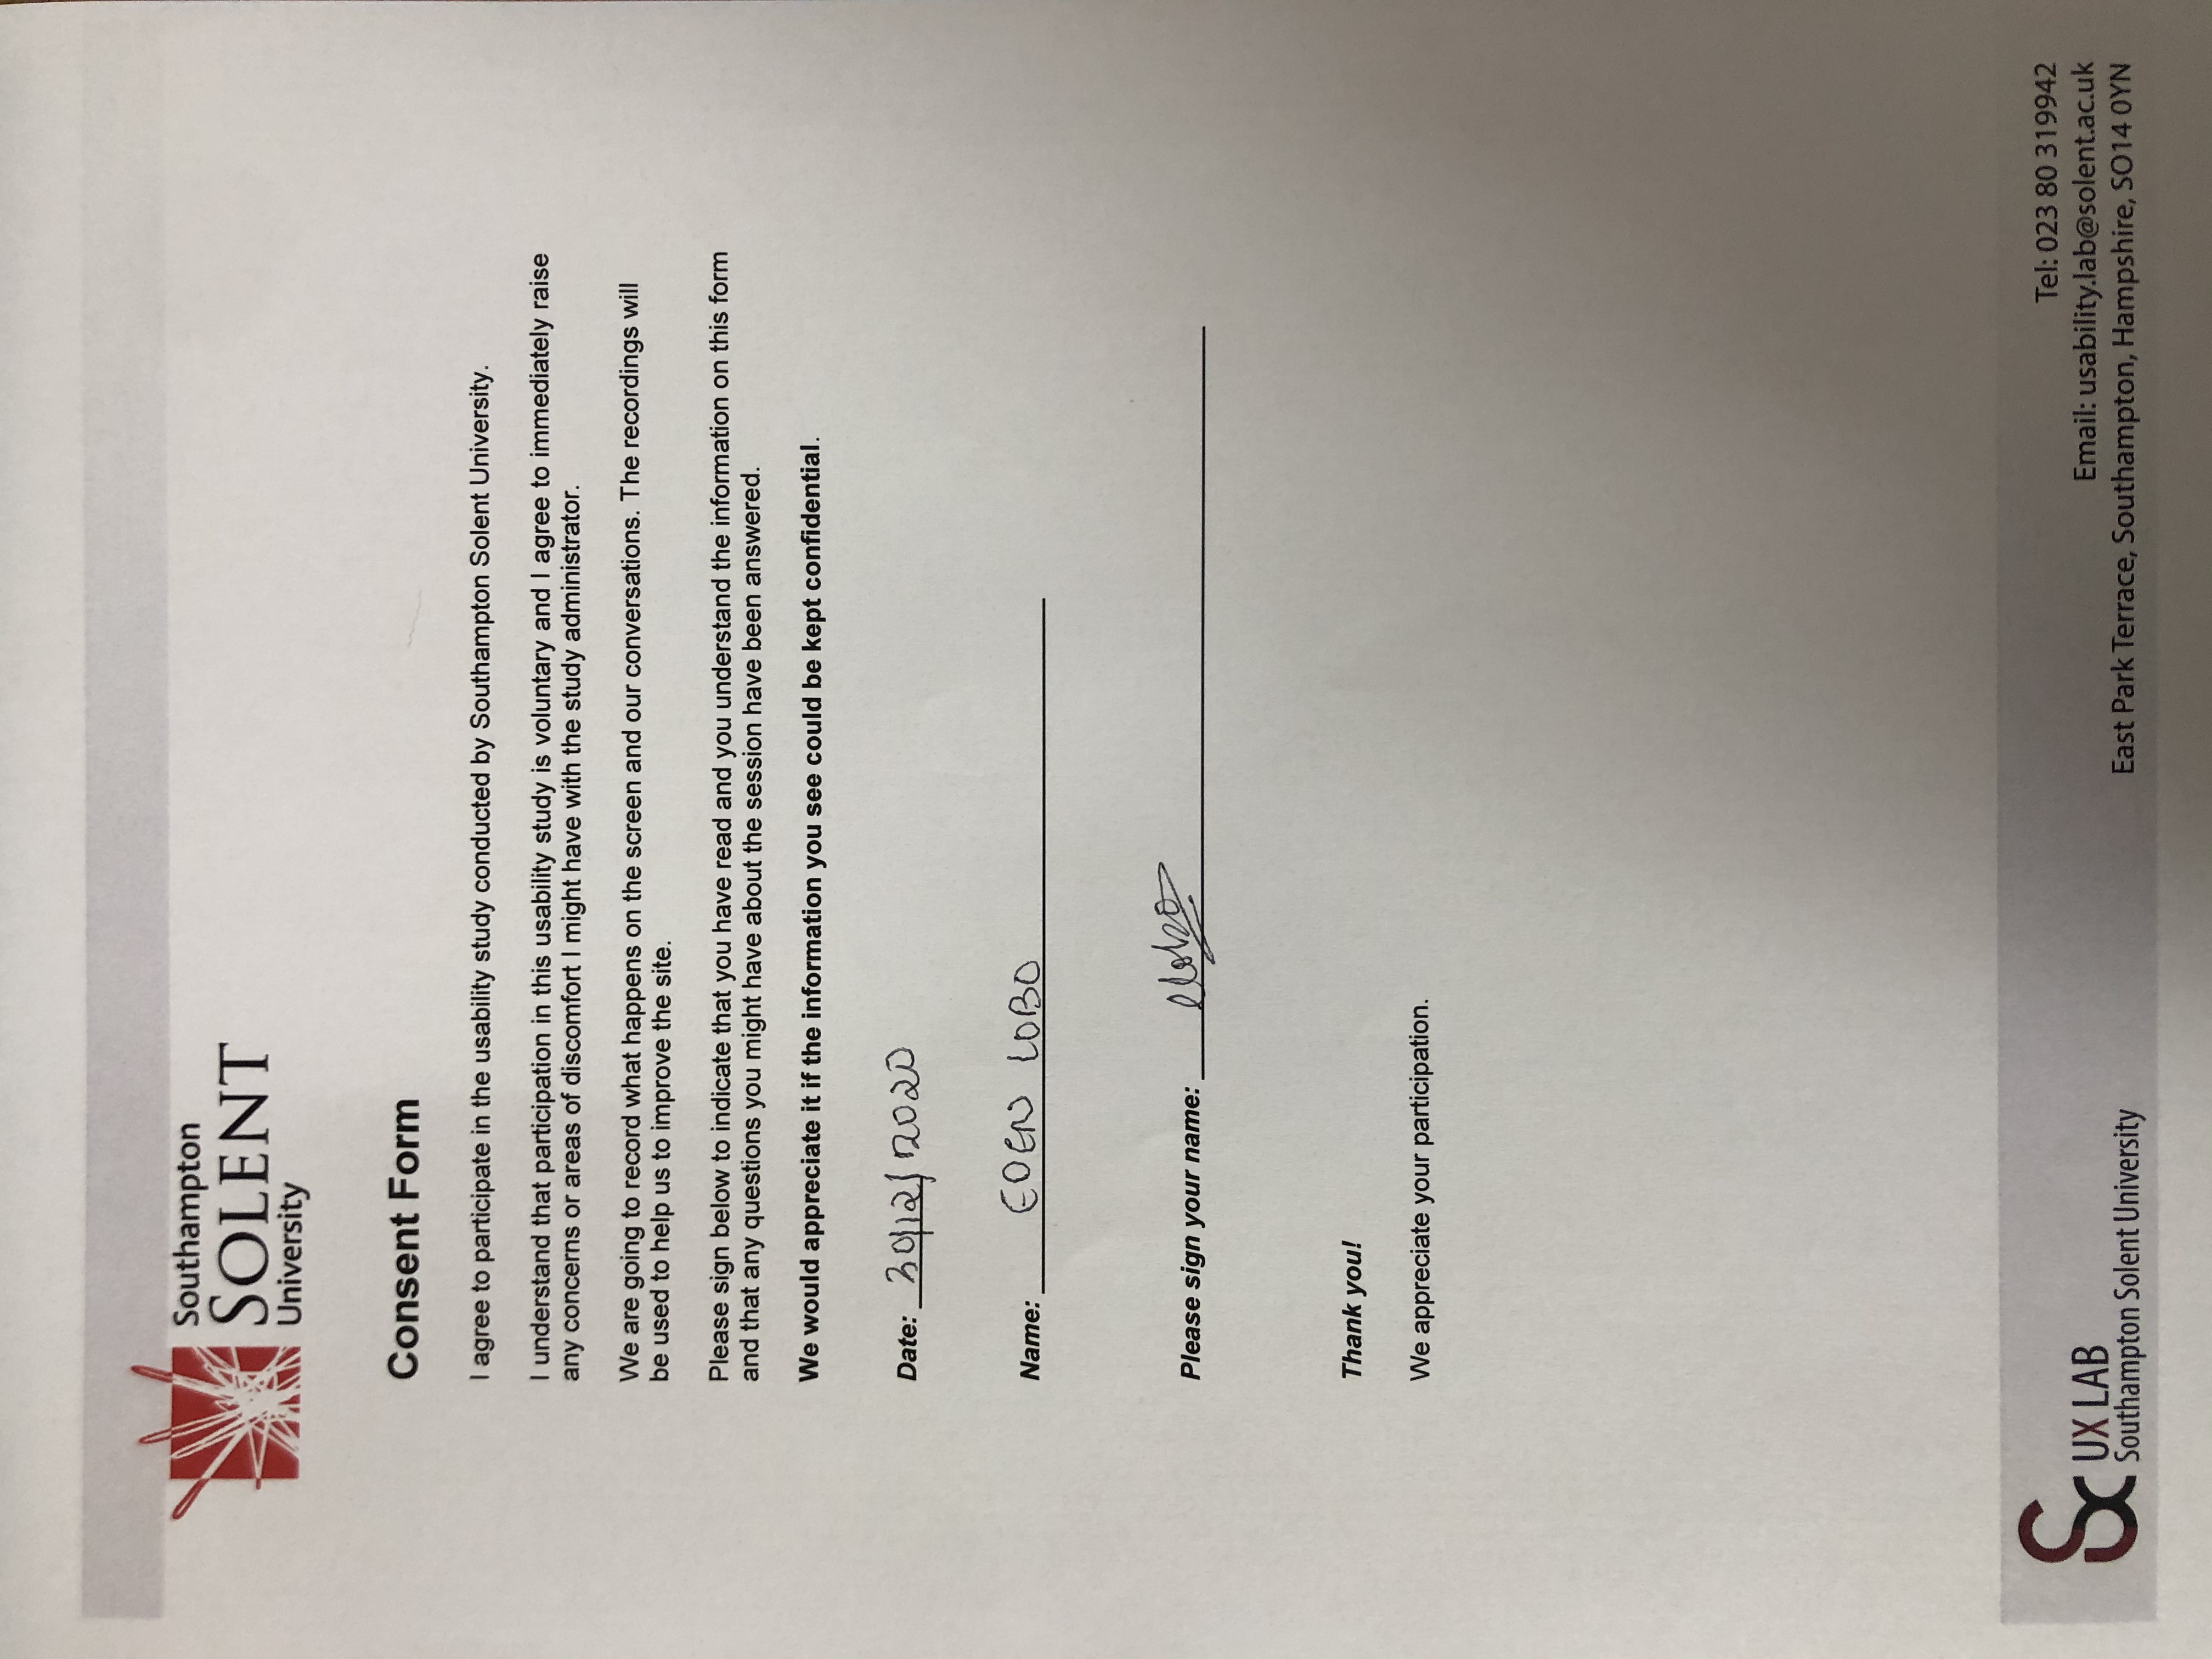 Southampton
SOLENT
University
Consent Form
I agree to participate in the usability study conducted by Southampton Solent University.
I understand that participation in this usability study is voluntary and I agree to immediately raise
any concerns or areas of discomfort I might have with the study administrator.
We are going to record what happens on the screen and our conversations. The recordings will
be used to help us to improve the site.
Please sign below to indicate that you have read and you understand the information on this form
and that any questions you might have about the session have been answered.
We would appreciate it if the information you see could be kept confidential.
Date: 30/12/2020
Name: EDEN LOBO
Please sign your name: elobo
Thank you!
We appreciate your participation.
Sx UX LAB
Southampton Solent University
Tel: 023 80 319942
Email: usability.lab@solent.ac.uk
East Park Terrace, Southampton, Hampshire, SO14 0YN